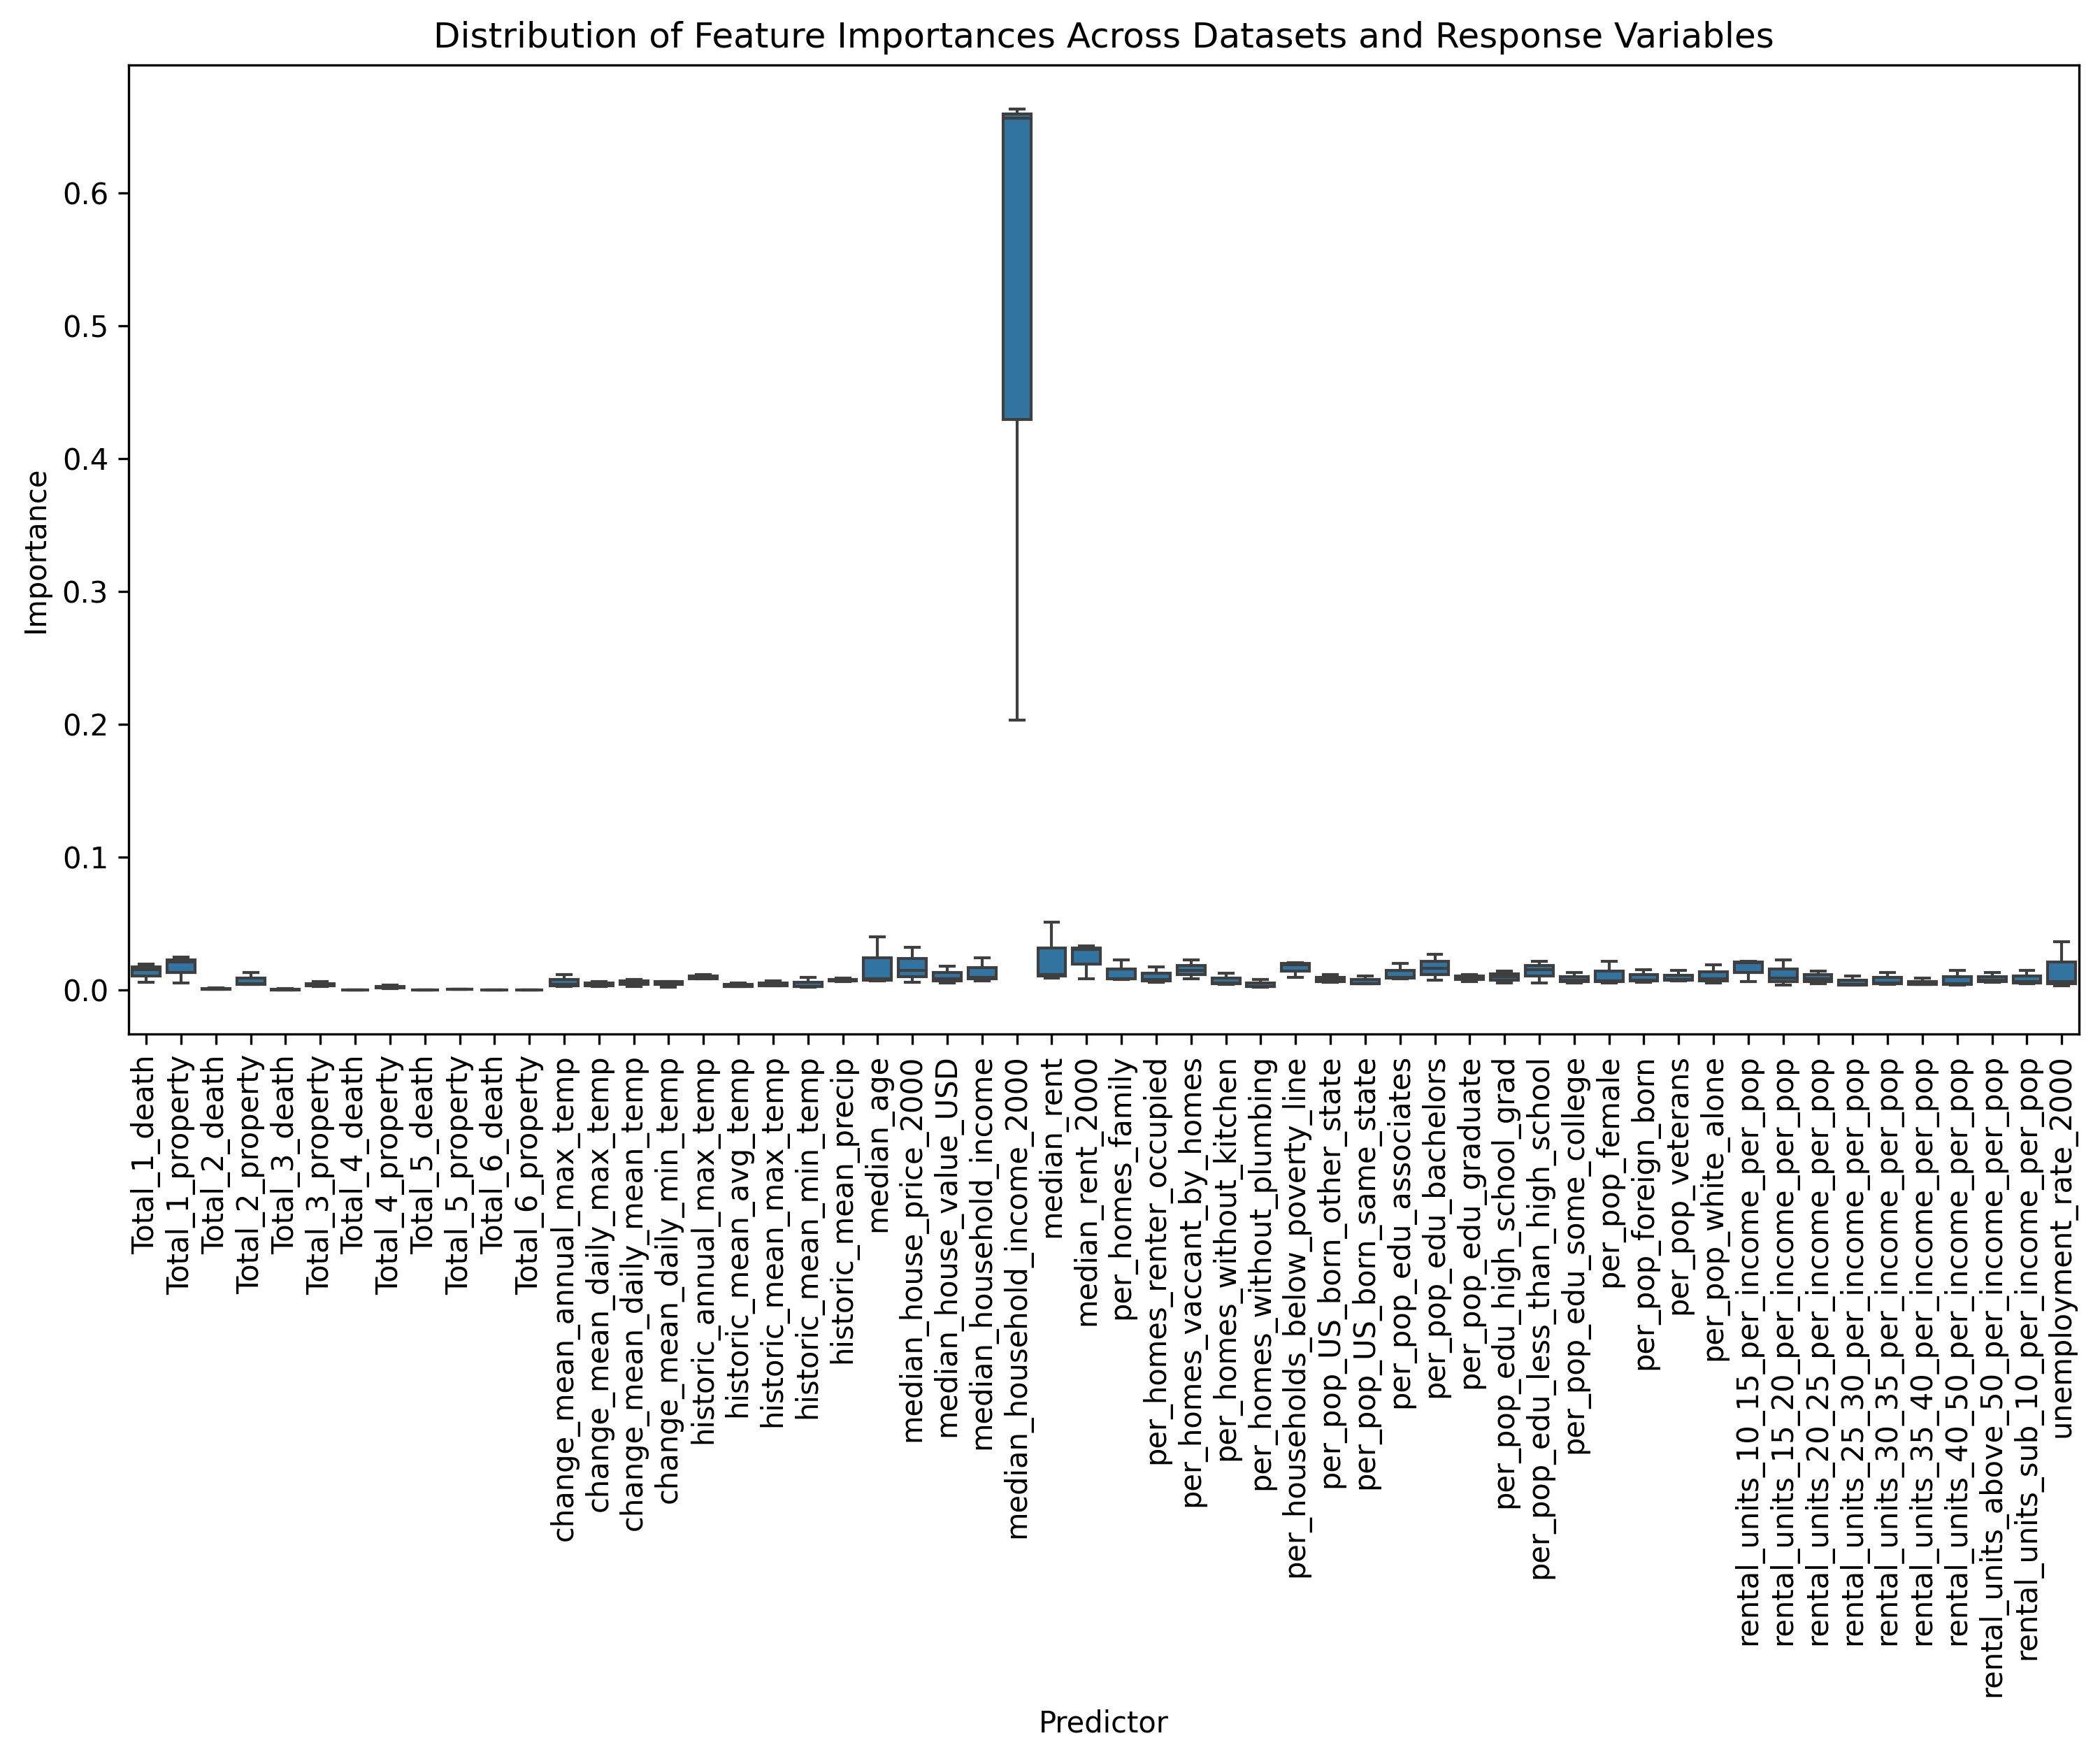 Distribution of Feature Importances Across Datasets and Response Variables
Importance
0.6
0.5
0.4
0.3
0.2
0.1
0.0
Total_1_death
Total_1_property
Total_2_death
Total_2_property
Total_3_death
Total_3_property
Total_4_death
Total_4_property
Total_5_death
Total_5_property
Total_6_death
Total_6_property
change_mean_annual_max_temp
change_mean_daily_max_temp
change_mean_daily_mean_temp
change_mean_daily_min_temp
historic_annual_max_temp
historic_mean_avg_temp
historic_mean_max_temp
historic_mean_min_temp
historic_mean_precip
median_age
median_house_price_2000
median_house_value_USD
median_household_income
median_household_income_2000
median_rent
median_rent_2000
per_homes_familly
per_homes_renter_occupied
per_homes_vaccant_by_homes
per_homes_without_kitchen
per_homes_without_plumbing
per_households_below_poverty_line
per_pop_US_born_other_state
per_pop_US_born_same_state
per_pop_edu_associates
per_pop_edu_bachelors
per_pop_edu_graduate
per_pop_edu_high_school_grad
per_pop_edu_less_than_high_school
per_pop_edu_some_college
per_pop_female
per_pop_foreign_born
per_pop_veterans
per_pop_white_alone
rental_units_10_15_per_income_per_pop
rental_units_15_20_per_income_per_pop
rental_units_20_25_per_income_per_pop
rental_units_25_30_per_income_per_pop
rental_units_30_35_per_income_per_pop
rental_units_35_40_per_income_per_pop
rental_units_40_50_per_income_per_pop
rental_units_above_50_per_income_per_pop
rental_units_sub_10_per_income_per_pop
unemployment_rate_2000
Predictor